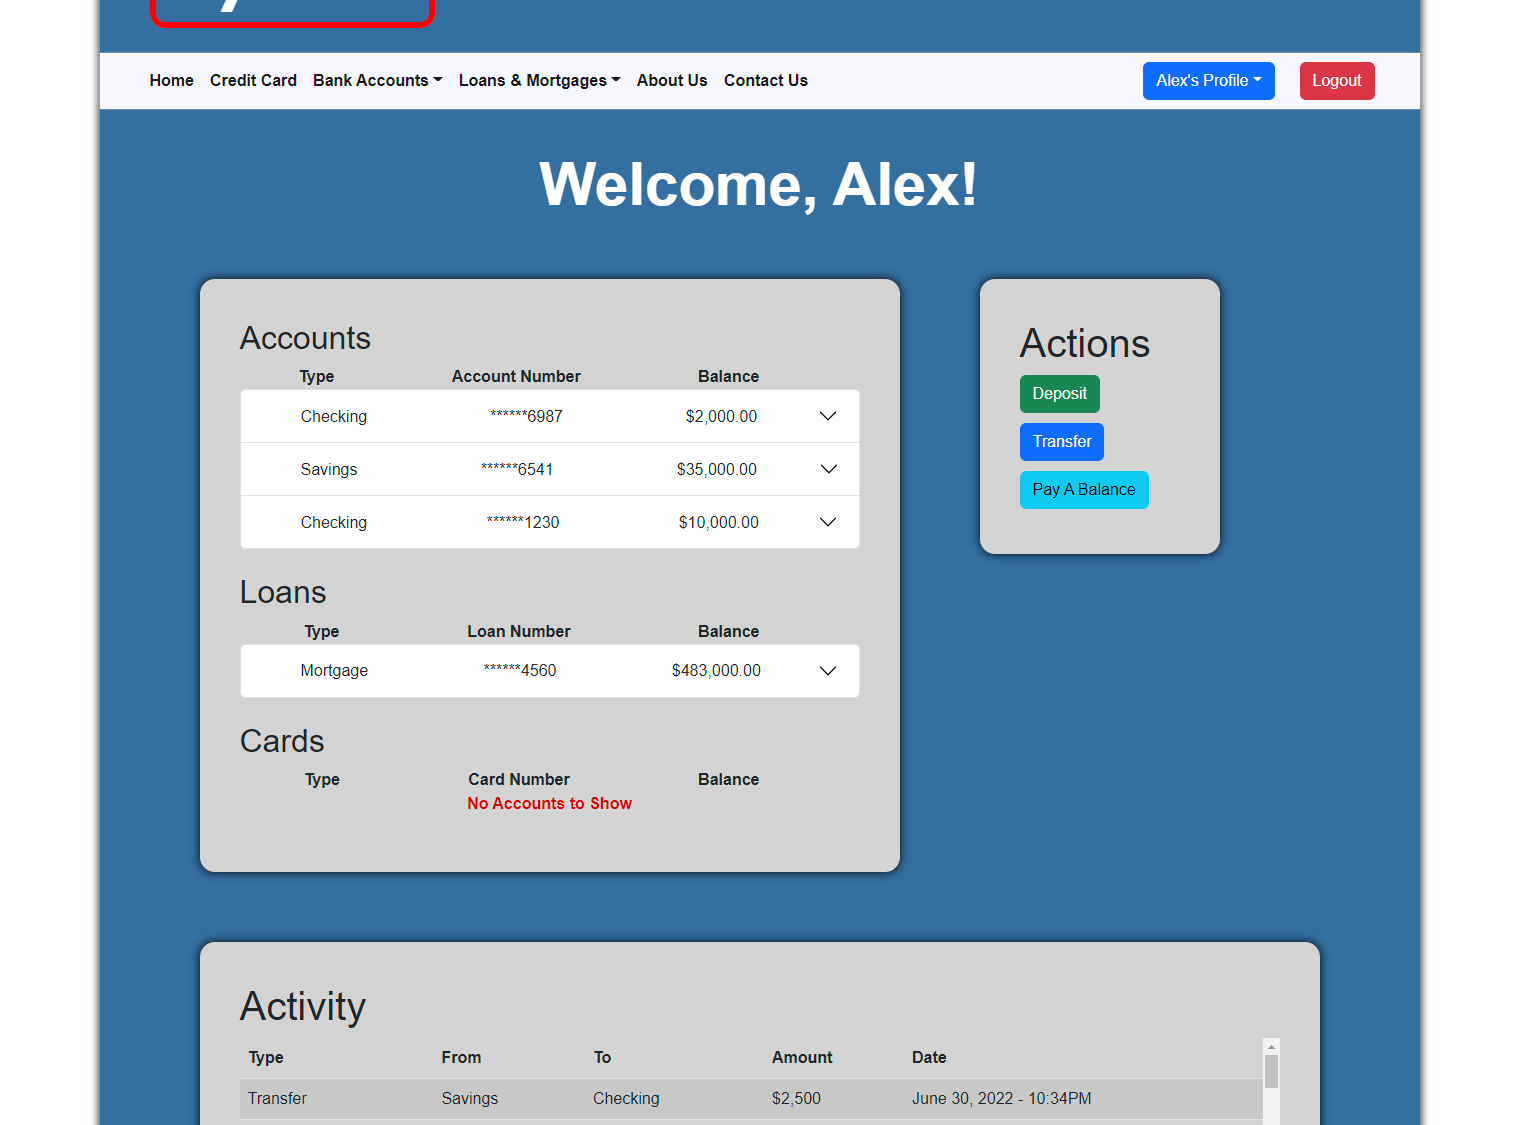 Home Credit Card Bank Accounts Loans & Mortgages About Us Contact Us Alex's Profile Logout
Welcome, Alex!
Accounts
Type Account Number Balance
Checking ******6987 $2,000.00
Savings ******6541 $35,000.00
Checking ******1230 $10,000.00
Loans
Type Loan Number Balance
Mortgage ******4560 $483,000.00
Cards
Type Card Number Balance
No Accounts to Show
Actions
Deposit
Transfer
Pay A Balance
Activity
Type From To Amount Date
Transfer Savings Checking $2,500 June 30, 2022 - 10:34PM